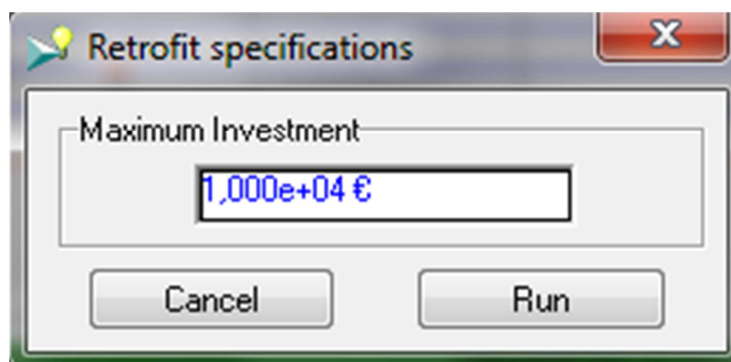 Retrofit specifications
Maximum Investment
1,000e+04 €
Cancel Run